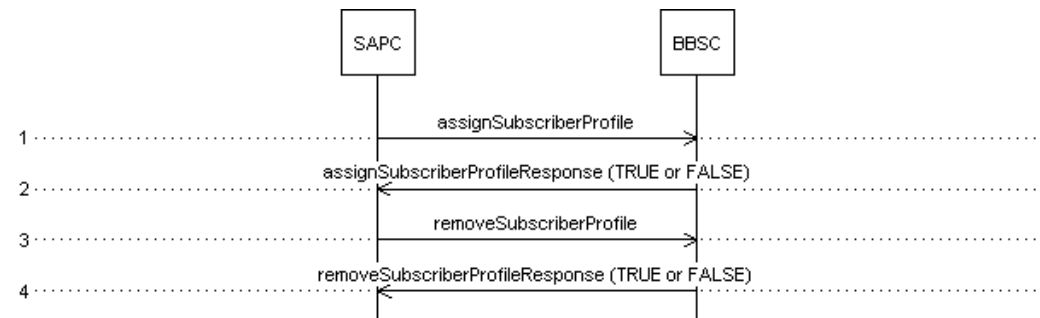 SAPC BBSC
assignSubscriberProfile
1
assignSubscriberProfileResponse (TRUE or FALSE)
2
removeSubscriberProfile
3
removeSubscriberProfileResponse (TRUE or FALSE)
4